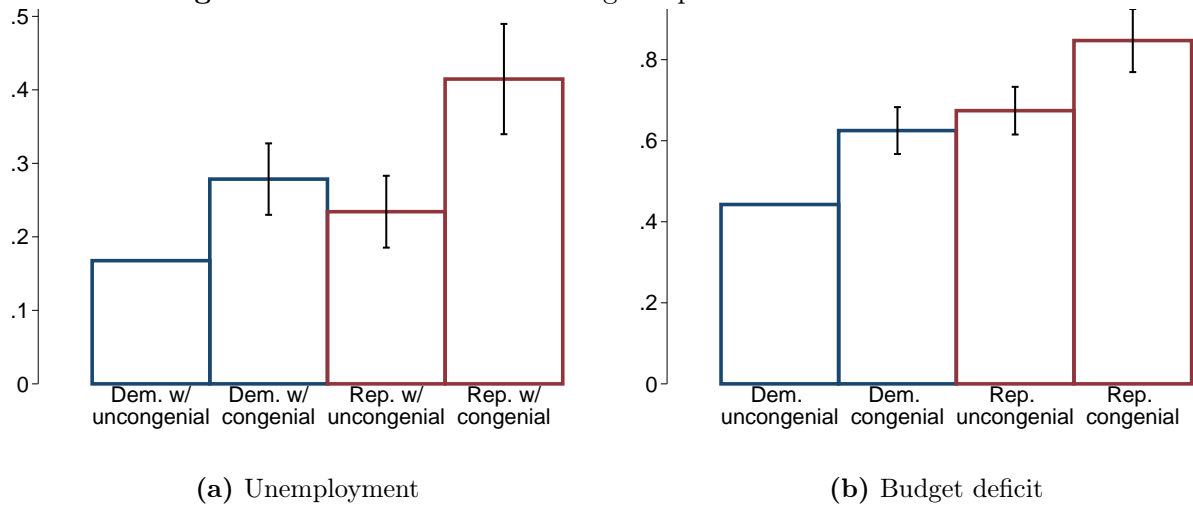 .5
.4
.3
.2
.1
0
Dem. w/ uncongenial
Dem. w/ congenial
Rep. w/ uncongenial
Rep. w/ congenial
(a) Unemployment
.8
.6
.4
.2
0
Dem. uncongenial
Dem. congenial
Rep. uncongenial
Rep. congenial
(b) Budget deficit